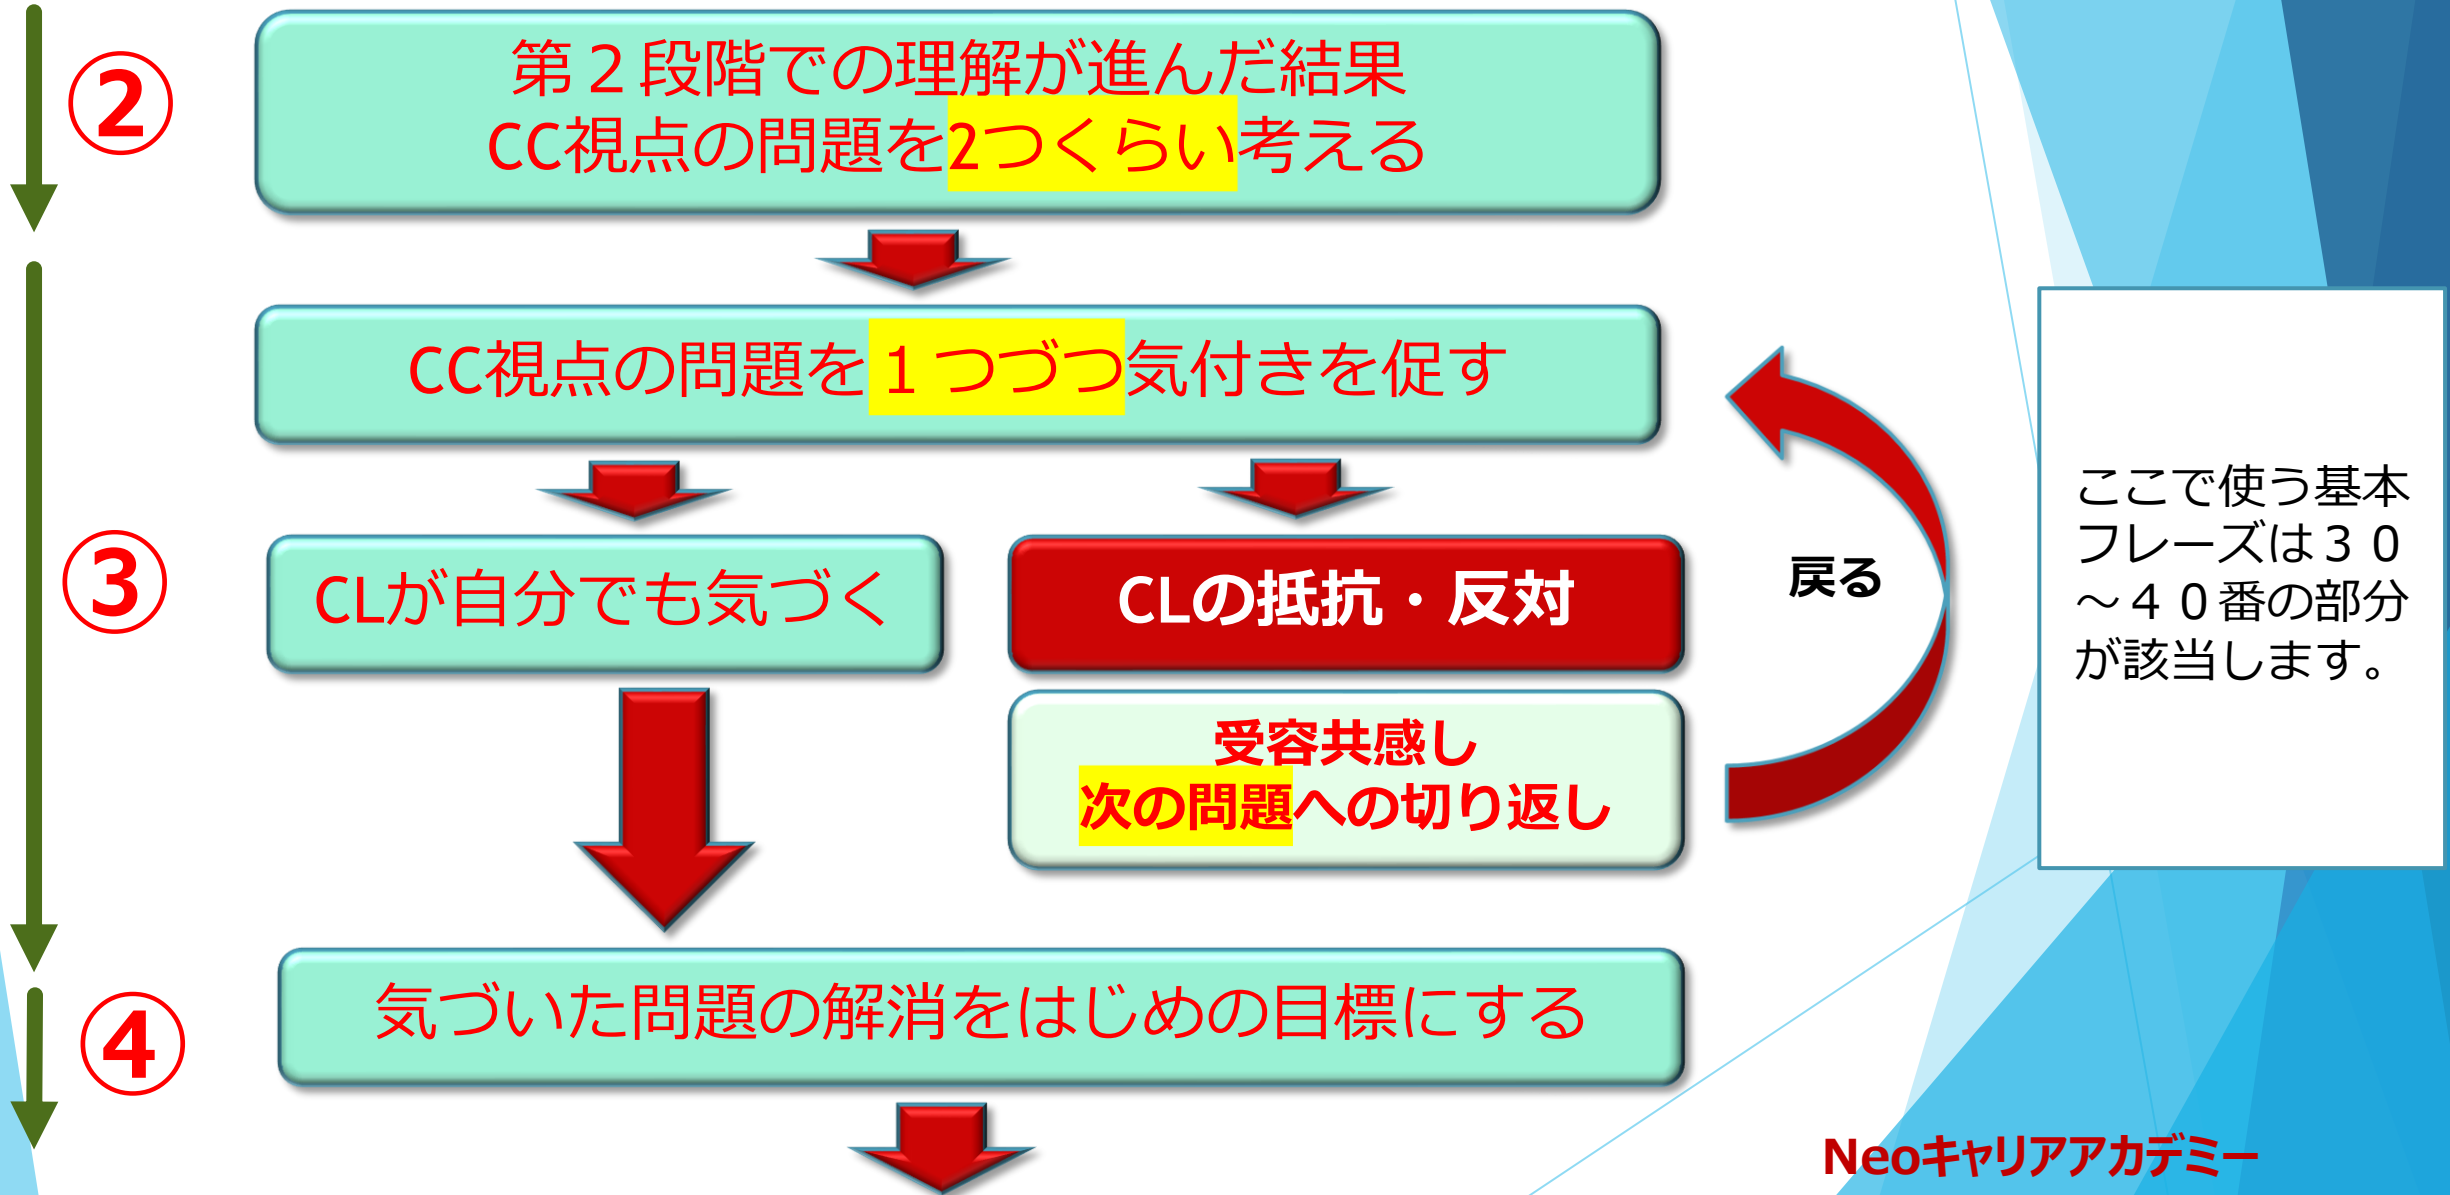 ②
第２段階での理解が進んだ結果
CC視点の問題を2つくらい考える
CC視点の問題を１つづつ気付きを促す
③
CLが自分でも気づく
CLの抵抗・反対
戻る
受容共感し
次の問題への切り返し
ここで使う基本
フレーズは３０
～４０番の部分
が該当します。
④
気づいた問題の解消をはじめの目標にする
Neoキャリアアカデミー